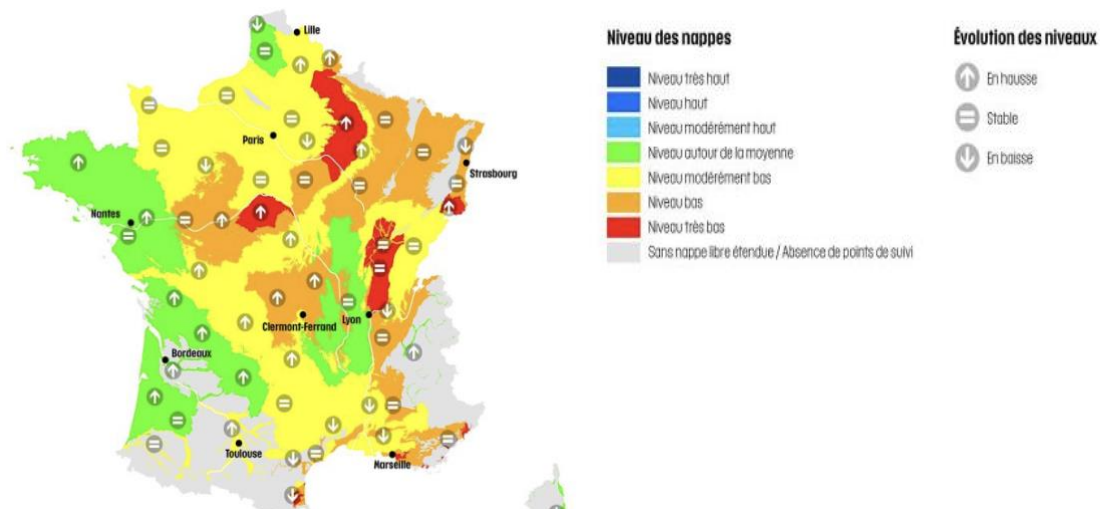 Lille
Paris
Strasbourg
Nantes
Clermont-Ferrand
Lyon
Bordeaux
Toulouse
Marseille
Niveau des nappes
Niveau très haut
Niveau haut
Niveau modérément haut
Niveau autour de la moyenne
Niveau modérément bas
Niveau bas
Niveau très bas
Sans nappe libre étendue / Absence de points de suivi
Évolution des niveaux
En hausse
Stable
En baisse